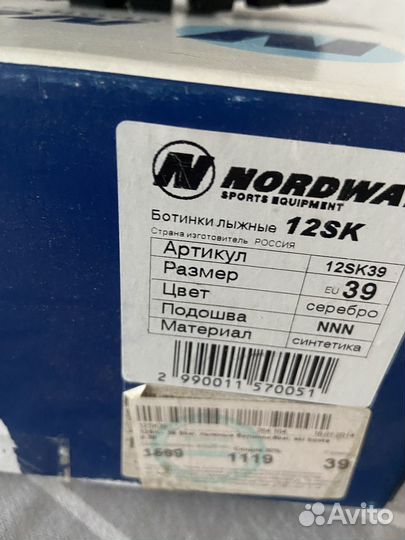 NORDWA
SPORTS EQUIPMENT
Ботинки лыжные 12SK
Страна изготовитель РОССИЯ
Артикул 12SK39
Размер EU 39
Цвет серебро
Подошва NNN
Материал синтетика
2 990011 570051
1119 39
Avito